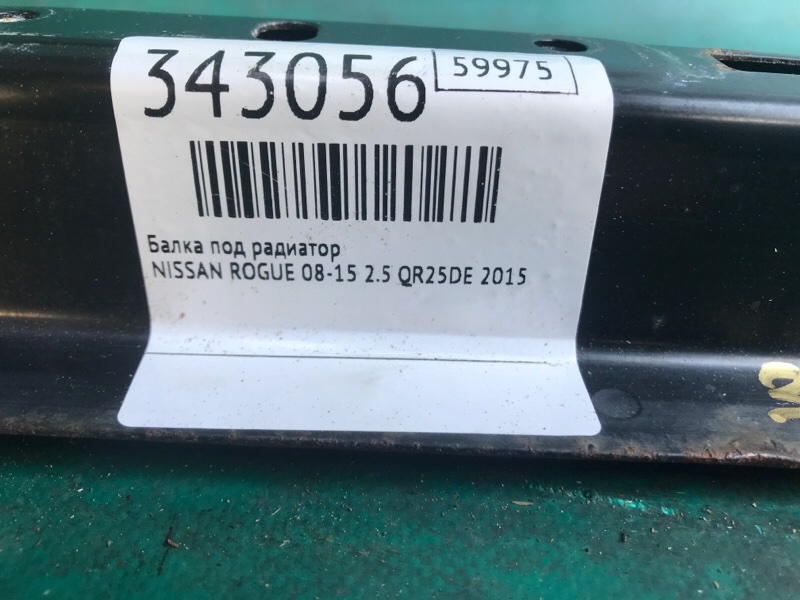 343056
59975
Балка под радиатор
NISSAN ROGUE 08-15 2.5 QR25DE 2015